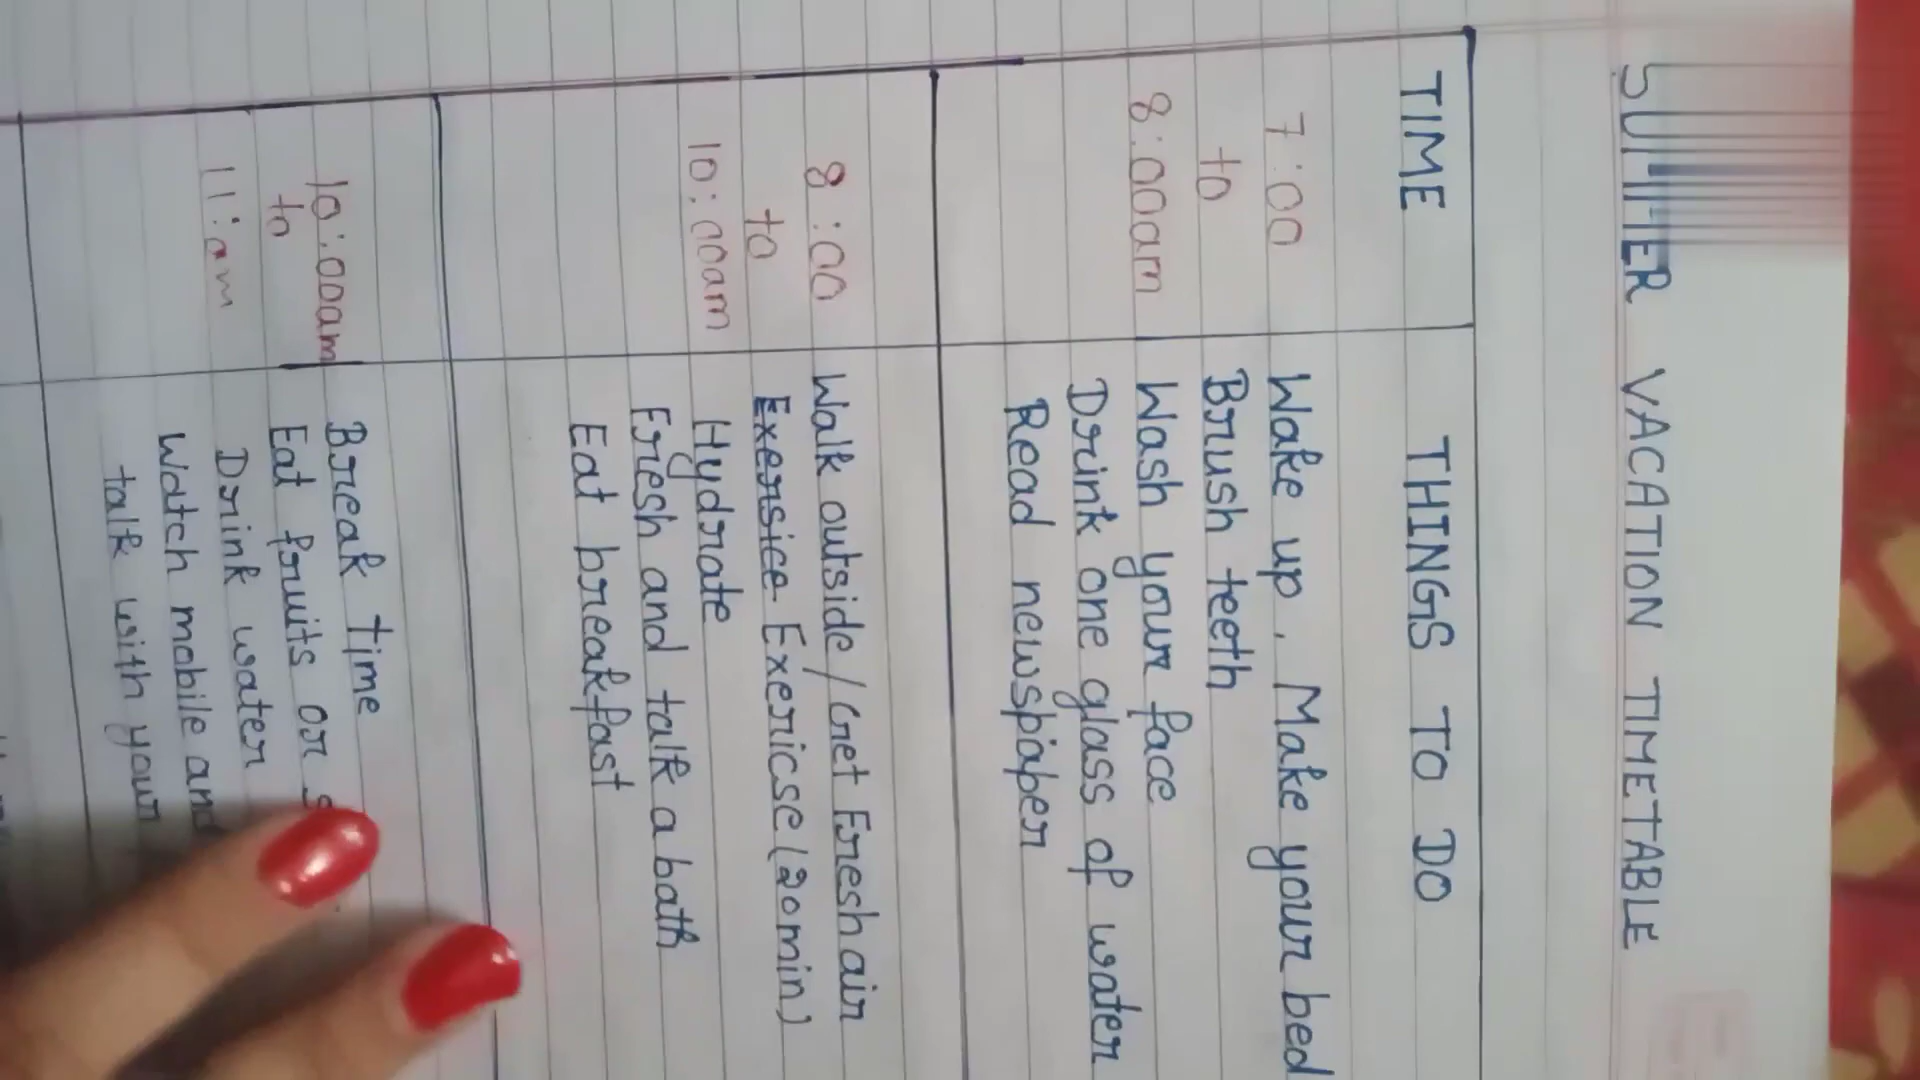 SUMMER VACATION TIMETABLE
TIME THINGS TO DO
7:00 Wake up, Make your bed
to Brush teeth
8:00am Wash your face
Drink one glass of water
Read newspaper
8:00 Walk outside/Get Fresh air
to Exersice Exericse (20min)
10:00am Hydrate
Fresh and talk a bath
Eat breakfast
10:00am Break time
to Eat fruits or
11:am Drink water
Watch mobile and
talk with your